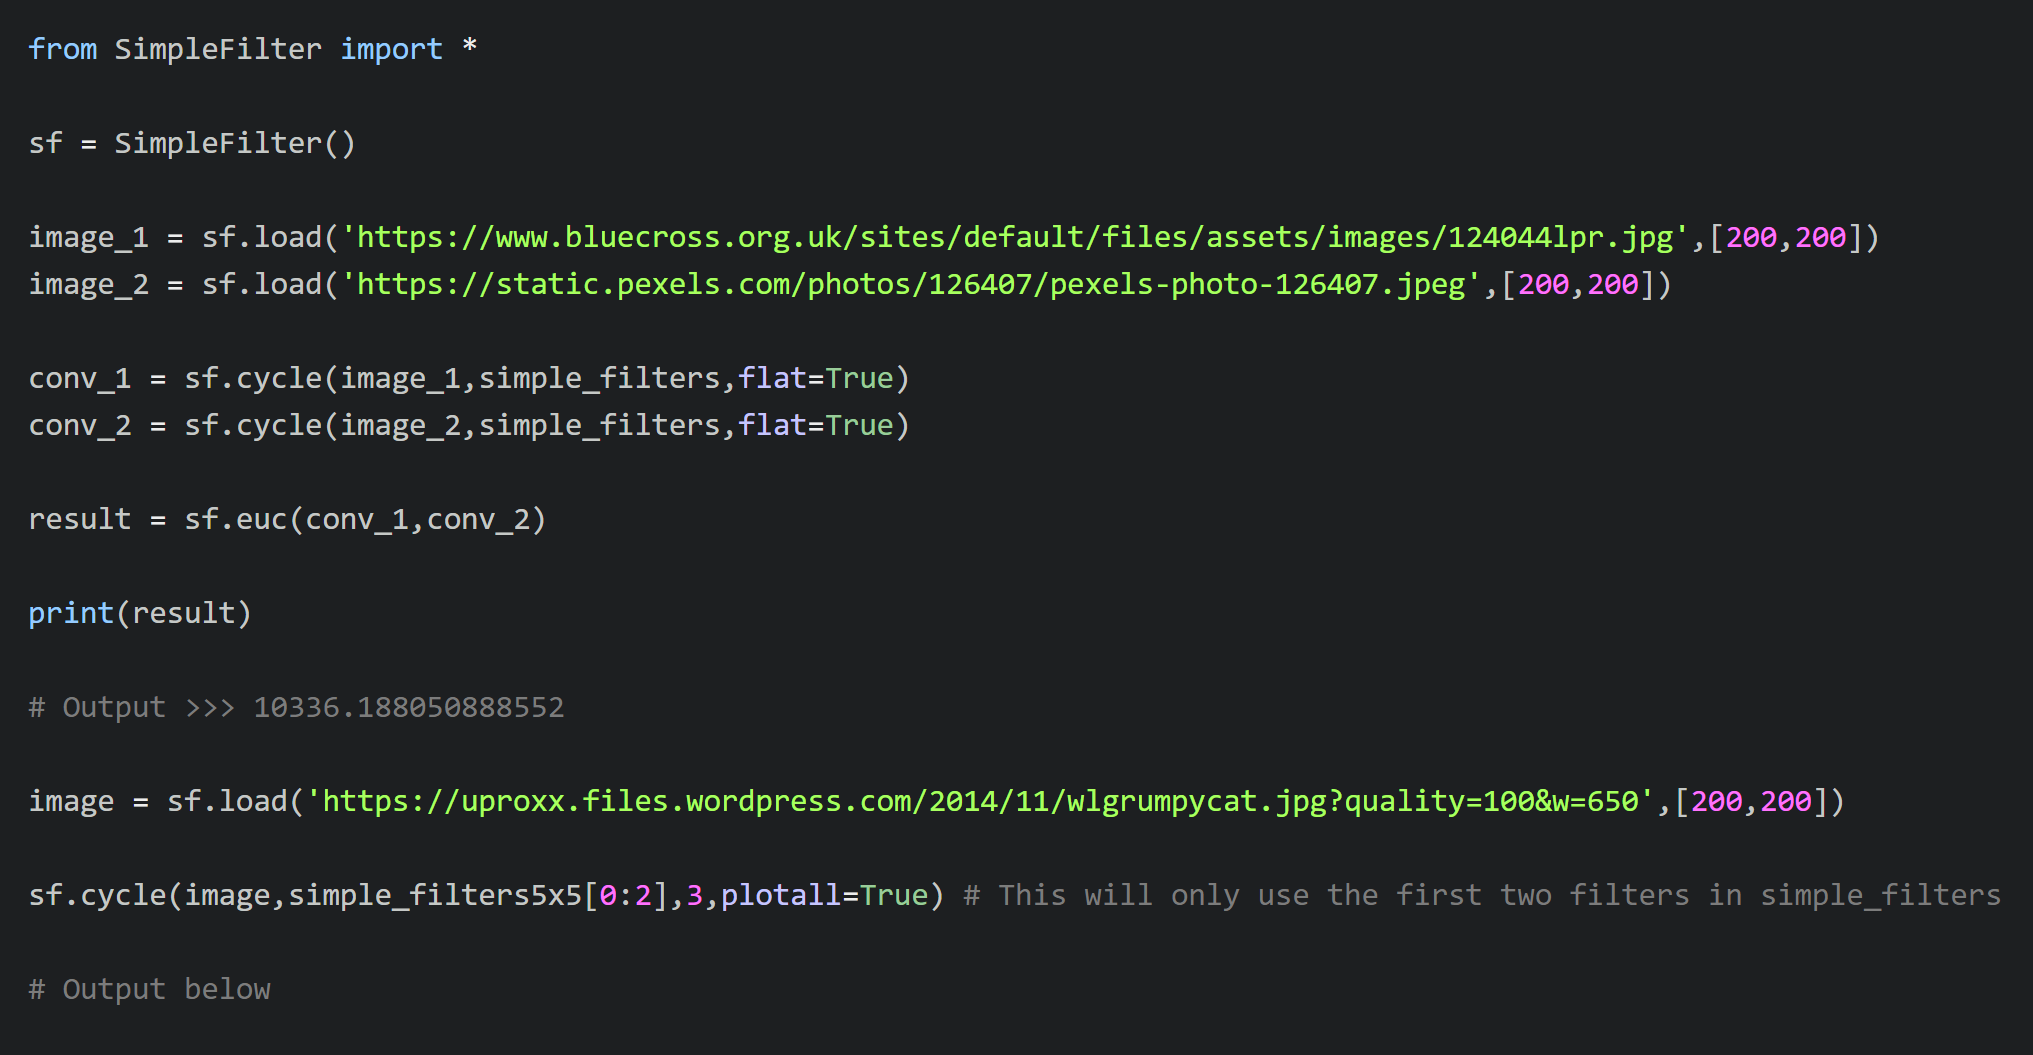 from SimpleFilter import *
sf = SimpleFilter()
image_1 = sf.load('https://www.bluecross.org.uk/sites/default/files/assets/images/124044lpr.jpg',[200,200])
image_2 = sf.load('https://static.pexels.com/photos/126407/pexels-photo-126407.jpeg',[200,200])
conv_1 = sf.cycle(image_1,simple_filters,flat=True)
conv_2 = sf.cycle(image_2,simple_filters,flat=True)
result = sf.euc(conv_1,conv_2)
print(result)
# Output >>> 10336.188050888552
image = sf.load('https://uproxx.files.wordpress.com/2014/11/wlgrumpycat.jpg?quality=100&w=650',[200,200])
sf.cycle(image,simple_filters5x5[0:2],3,plotall=True) # This will only use the first two filters in simple_filters
# Output below